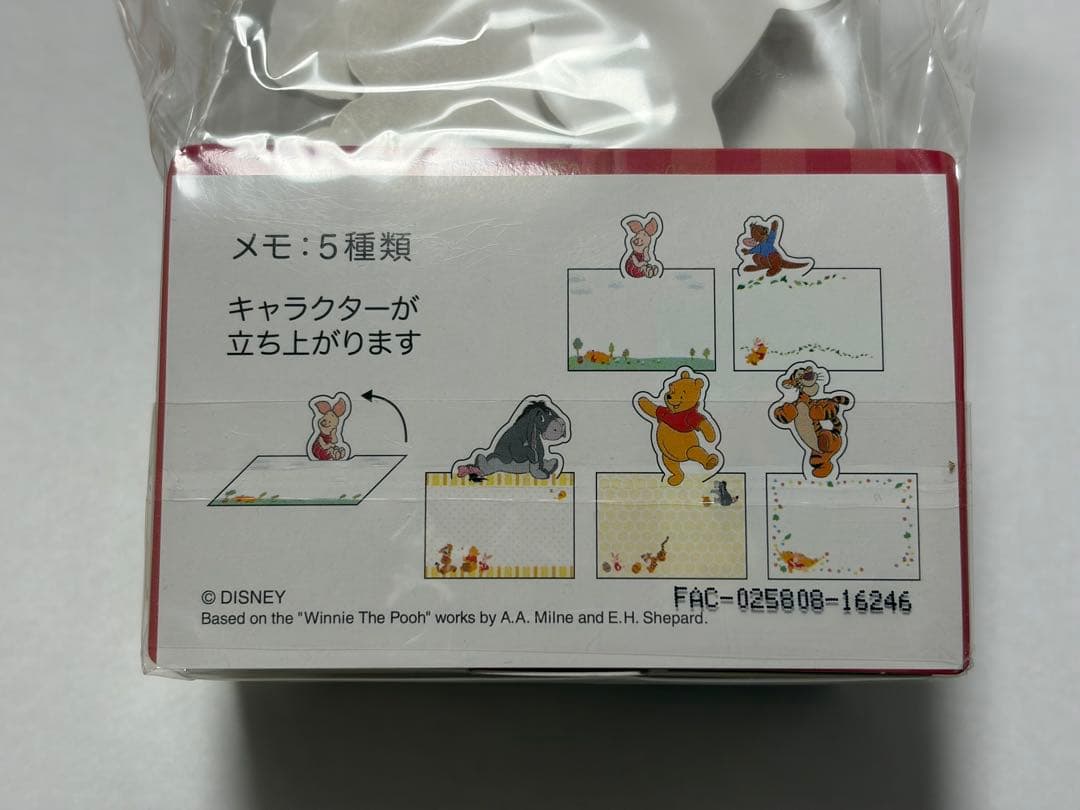 メモ：5種類
キャラクターが
立ち上がります
© DISNEY
Based on the "Winnie The Pooh" works by A.A. Milne and E.H. Shepard.
FAC-025808-16246